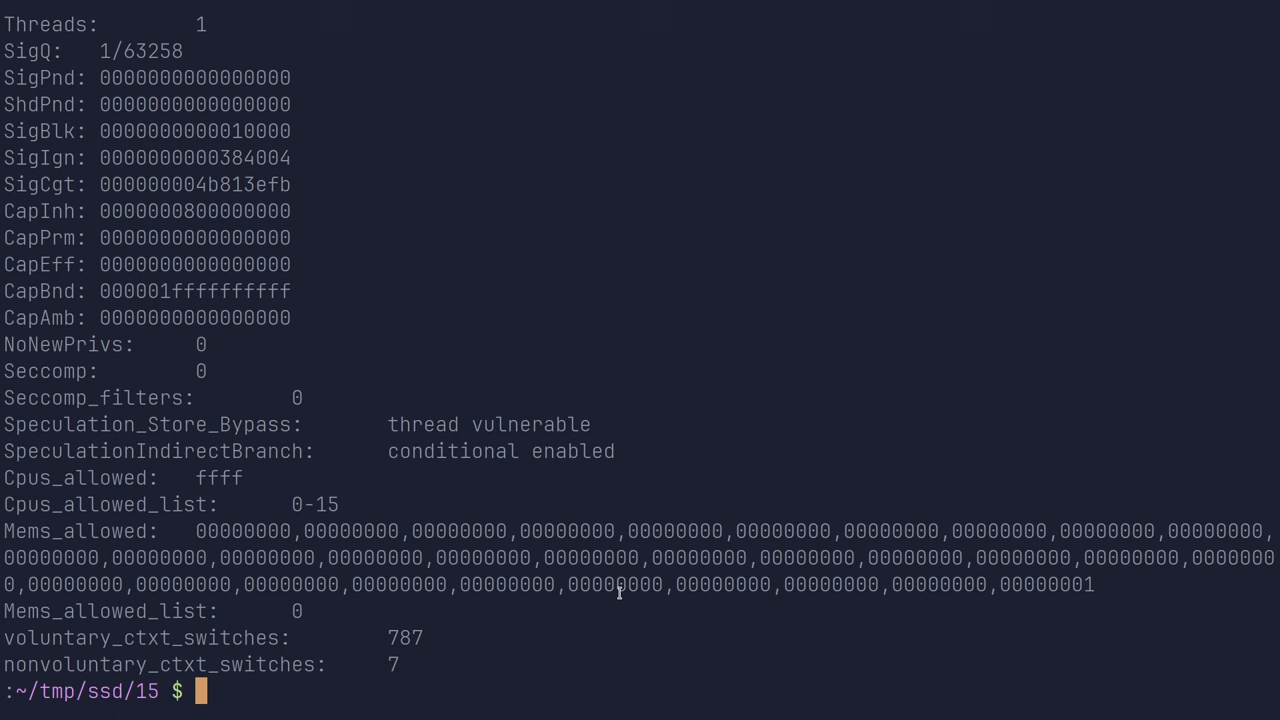 Threads:        1
SigQ:   1/63258
SigPnd: 0000000000000000
ShdPnd: 0000000000000000
SigBlk: 0000000000010000
SigIgn: 0000000000384004
SigCgt: 000000004b813efb
CapInh: 0000000800000000
CapPrm: 0000000000000000
CapEff: 0000000000000000
CapBnd: 000001ffffffffff
CapAmb: 0000000000000000
NoNewPrivs:     0
Seccomp:        0
Seccomp_filters:        0
Speculation_Store_Bypass:       thread vulnerable
SpeculationIndirectBranch:      conditional enabled
Cpus_allowed:   ffff
Cpus_allowed_list:      0-15
Mems_allowed:   00000000,00000000,00000000,00000000,00000000,00000000,00000000,00000000,00000000,00000000,
00000000,00000000,00000000,00000000,00000000,00000000,00000000,00000000,00000000,00000000,00000000,0000000
0,00000000,00000000,00000000,00000000,00000000,00000000,00000000,00000000,00000000,00000001
Mems_allowed_list:      0
voluntary_ctxt_switches:        787
nonvoluntary_ctxt_switches:     7
:~/tmp/ssd/15 $